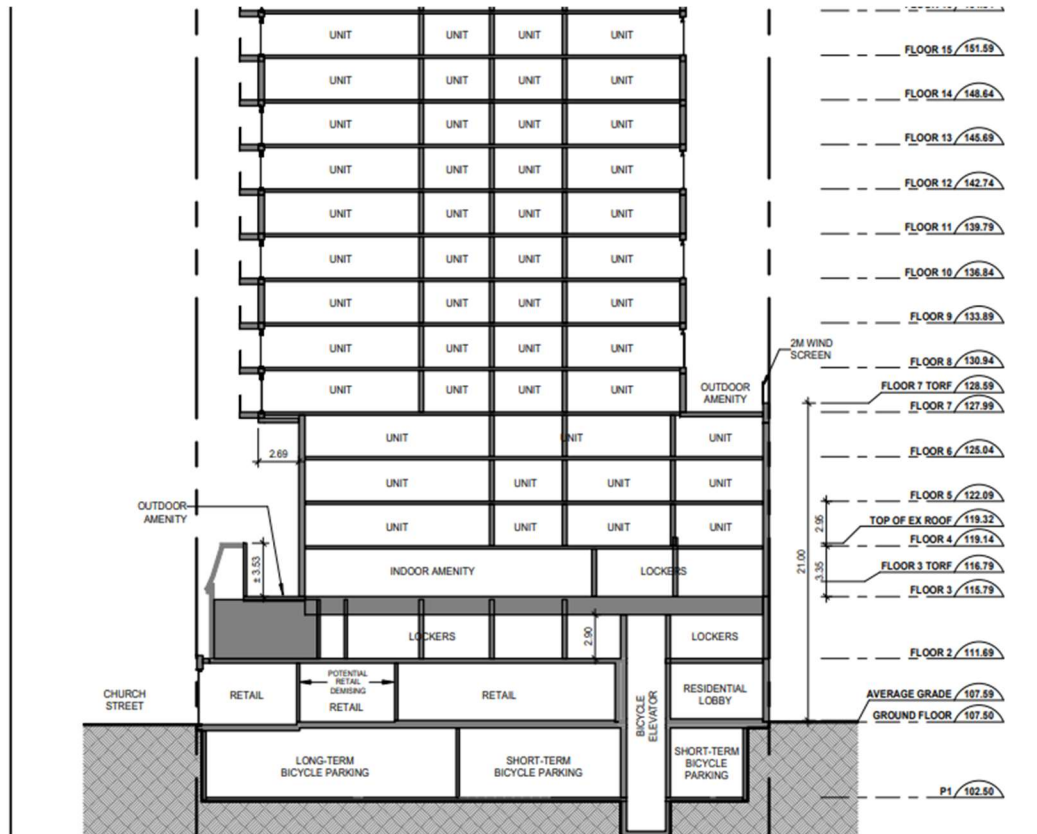 UNIT UNIT UNIT UNIT
FLOOR 15 151.59
UNIT UNIT UNIT UNIT
FLOOR 14 148.64
UNIT UNIT UNIT UNIT
FLOOR 13 145.69
UNIT UNIT UNIT UNIT
FLOOR 12 142.74
UNIT UNIT UNIT UNIT
FLOOR 11 139.79
UNIT UNIT UNIT UNIT
FLOOR 10 136.84
UNIT UNIT UNIT UNIT
FLOOR 9 133.89
UNIT UNIT UNIT UNIT
2M WIND
SCREEN
FLOOR 8 130.94
UNIT UNIT UNIT UNIT
OUTDOOR
AMENITY
FLOOR 7 TORF 128.59
FLOOR 7 127.99
UNIT UNIT UNIT
2.69
FLOOR 6 125.04
UNIT UNIT UNIT UNIT
FLOOR 5 122.09
OUTDOOR
AMENITY
UNIT UNIT UNIT UNIT
2.95
TOP OF EX ROOF 119.32
FLOOR 4 119.14
± 3.53
INDOOR AMENITY
LOCKERS
21.00
3.35
FLOOR 3 TORF 116.79
FLOOR 3 115.79
LOCKERS
2.90
LOCKERS
FLOOR 2 111.69
CHURCH
STREET
RETAIL
POTENTIAL
RETAIL
DEMISING
RETAIL
RETAIL
BICYCLE
ELEVATOR
RESIDENTIAL
LOBBY
AVERAGE GRADE 107.59
GROUND FLOOR 107.50
LONG-TERM
BICYCLE PARKING
SHORT-TERM
BICYCLE PARKING
SHORT-TERM
BICYCLE
PARKING
P1 102.50